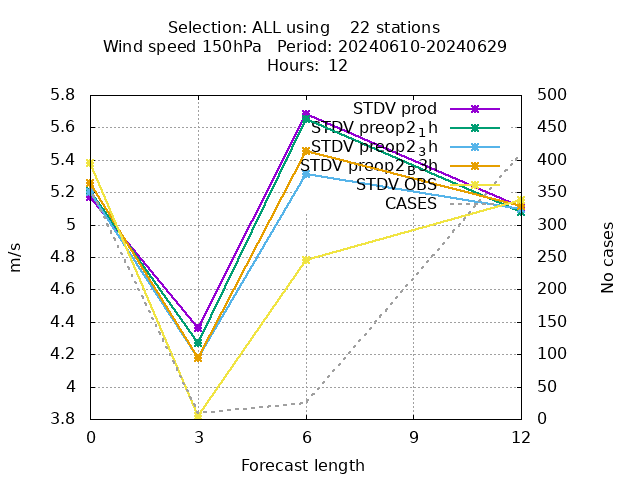 Selection: ALL using 22 stations
Wind speed 150hPa Period: 20240610-20240629
Hours: 12
5.8
5.6
5.4
5.2
5
4.8
4.6
4.4
4.2
4
3.8
m/s
STDV prod
STDV preop2₁h
STDV preop2₃h
STDV preop2_B3h
STDV OBS
CASES
500
450
400
350
300
250
200
150
100
50
0
No cases
0 3 6 9 12
Forecast length